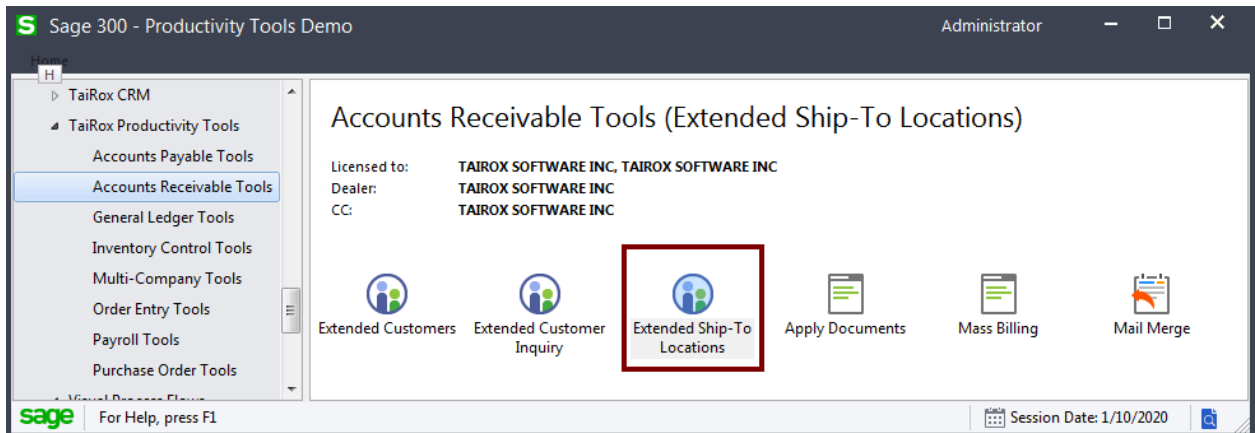 S Sage 300 - Productivity Tools Demo Administrator
Home
H
TaiRox CRM
TaiRox Productivity Tools
Accounts Payable Tools
Accounts Receivable Tools
General Ledger Tools
Inventory Control Tools
Multi-Company Tools
Order Entry Tools
Payroll Tools
Purchase Order Tools
Visual Process Flows
Accounts Receivable Tools (Extended Ship-To Locations)
Licensed to: TAIROX SOFTWARE INC, TAIROX SOFTWARE INC
Dealer: TAIROX SOFTWARE INC
CC: TAIROX SOFTWARE INC
Extended Customers
Extended Customer
Inquiry
Extended Ship-To
Locations
Apply Documents
Mass Billing
Mail Merge
sage For Help, press F1 Session Date: 1/10/2020